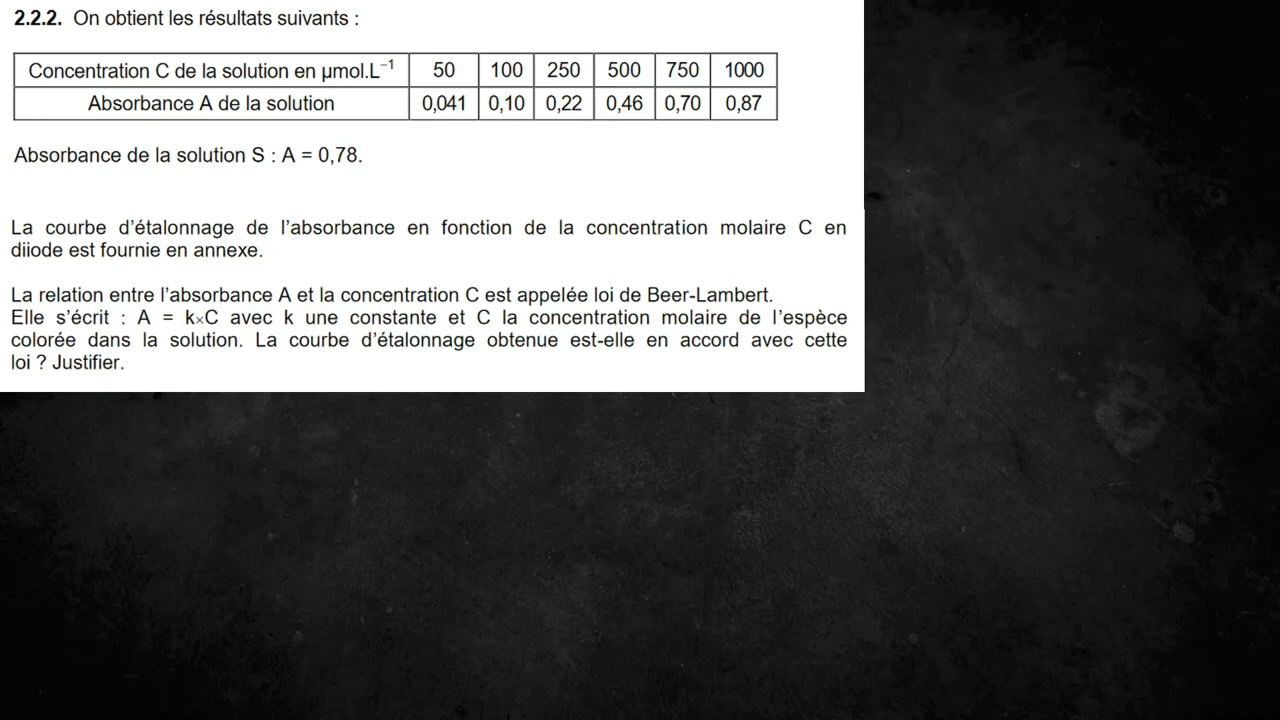 2.2.2. On obtient les résultats suivants :
Concentration C de la solution en µmol.L⁻¹ 50 100 250 500 750 1000
Absorbance A de la solution 0,041 0,10 0,22 0,46 0,70 0,87
Absorbance de la solution S : A = 0,78.
La courbe d’étalonnage de l’absorbance en fonction de la concentration molaire C en
diiode est fournie en annexe.
La relation entre l’absorbance A et la concentration C est appelée loi de Beer-Lambert.
Elle s’écrit : A = k×C avec k une constante et C la concentration molaire de l’espèce
colorée dans la solution. La courbe d’étalonnage obtenue est-elle en accord avec cette
loi ? Justifier.